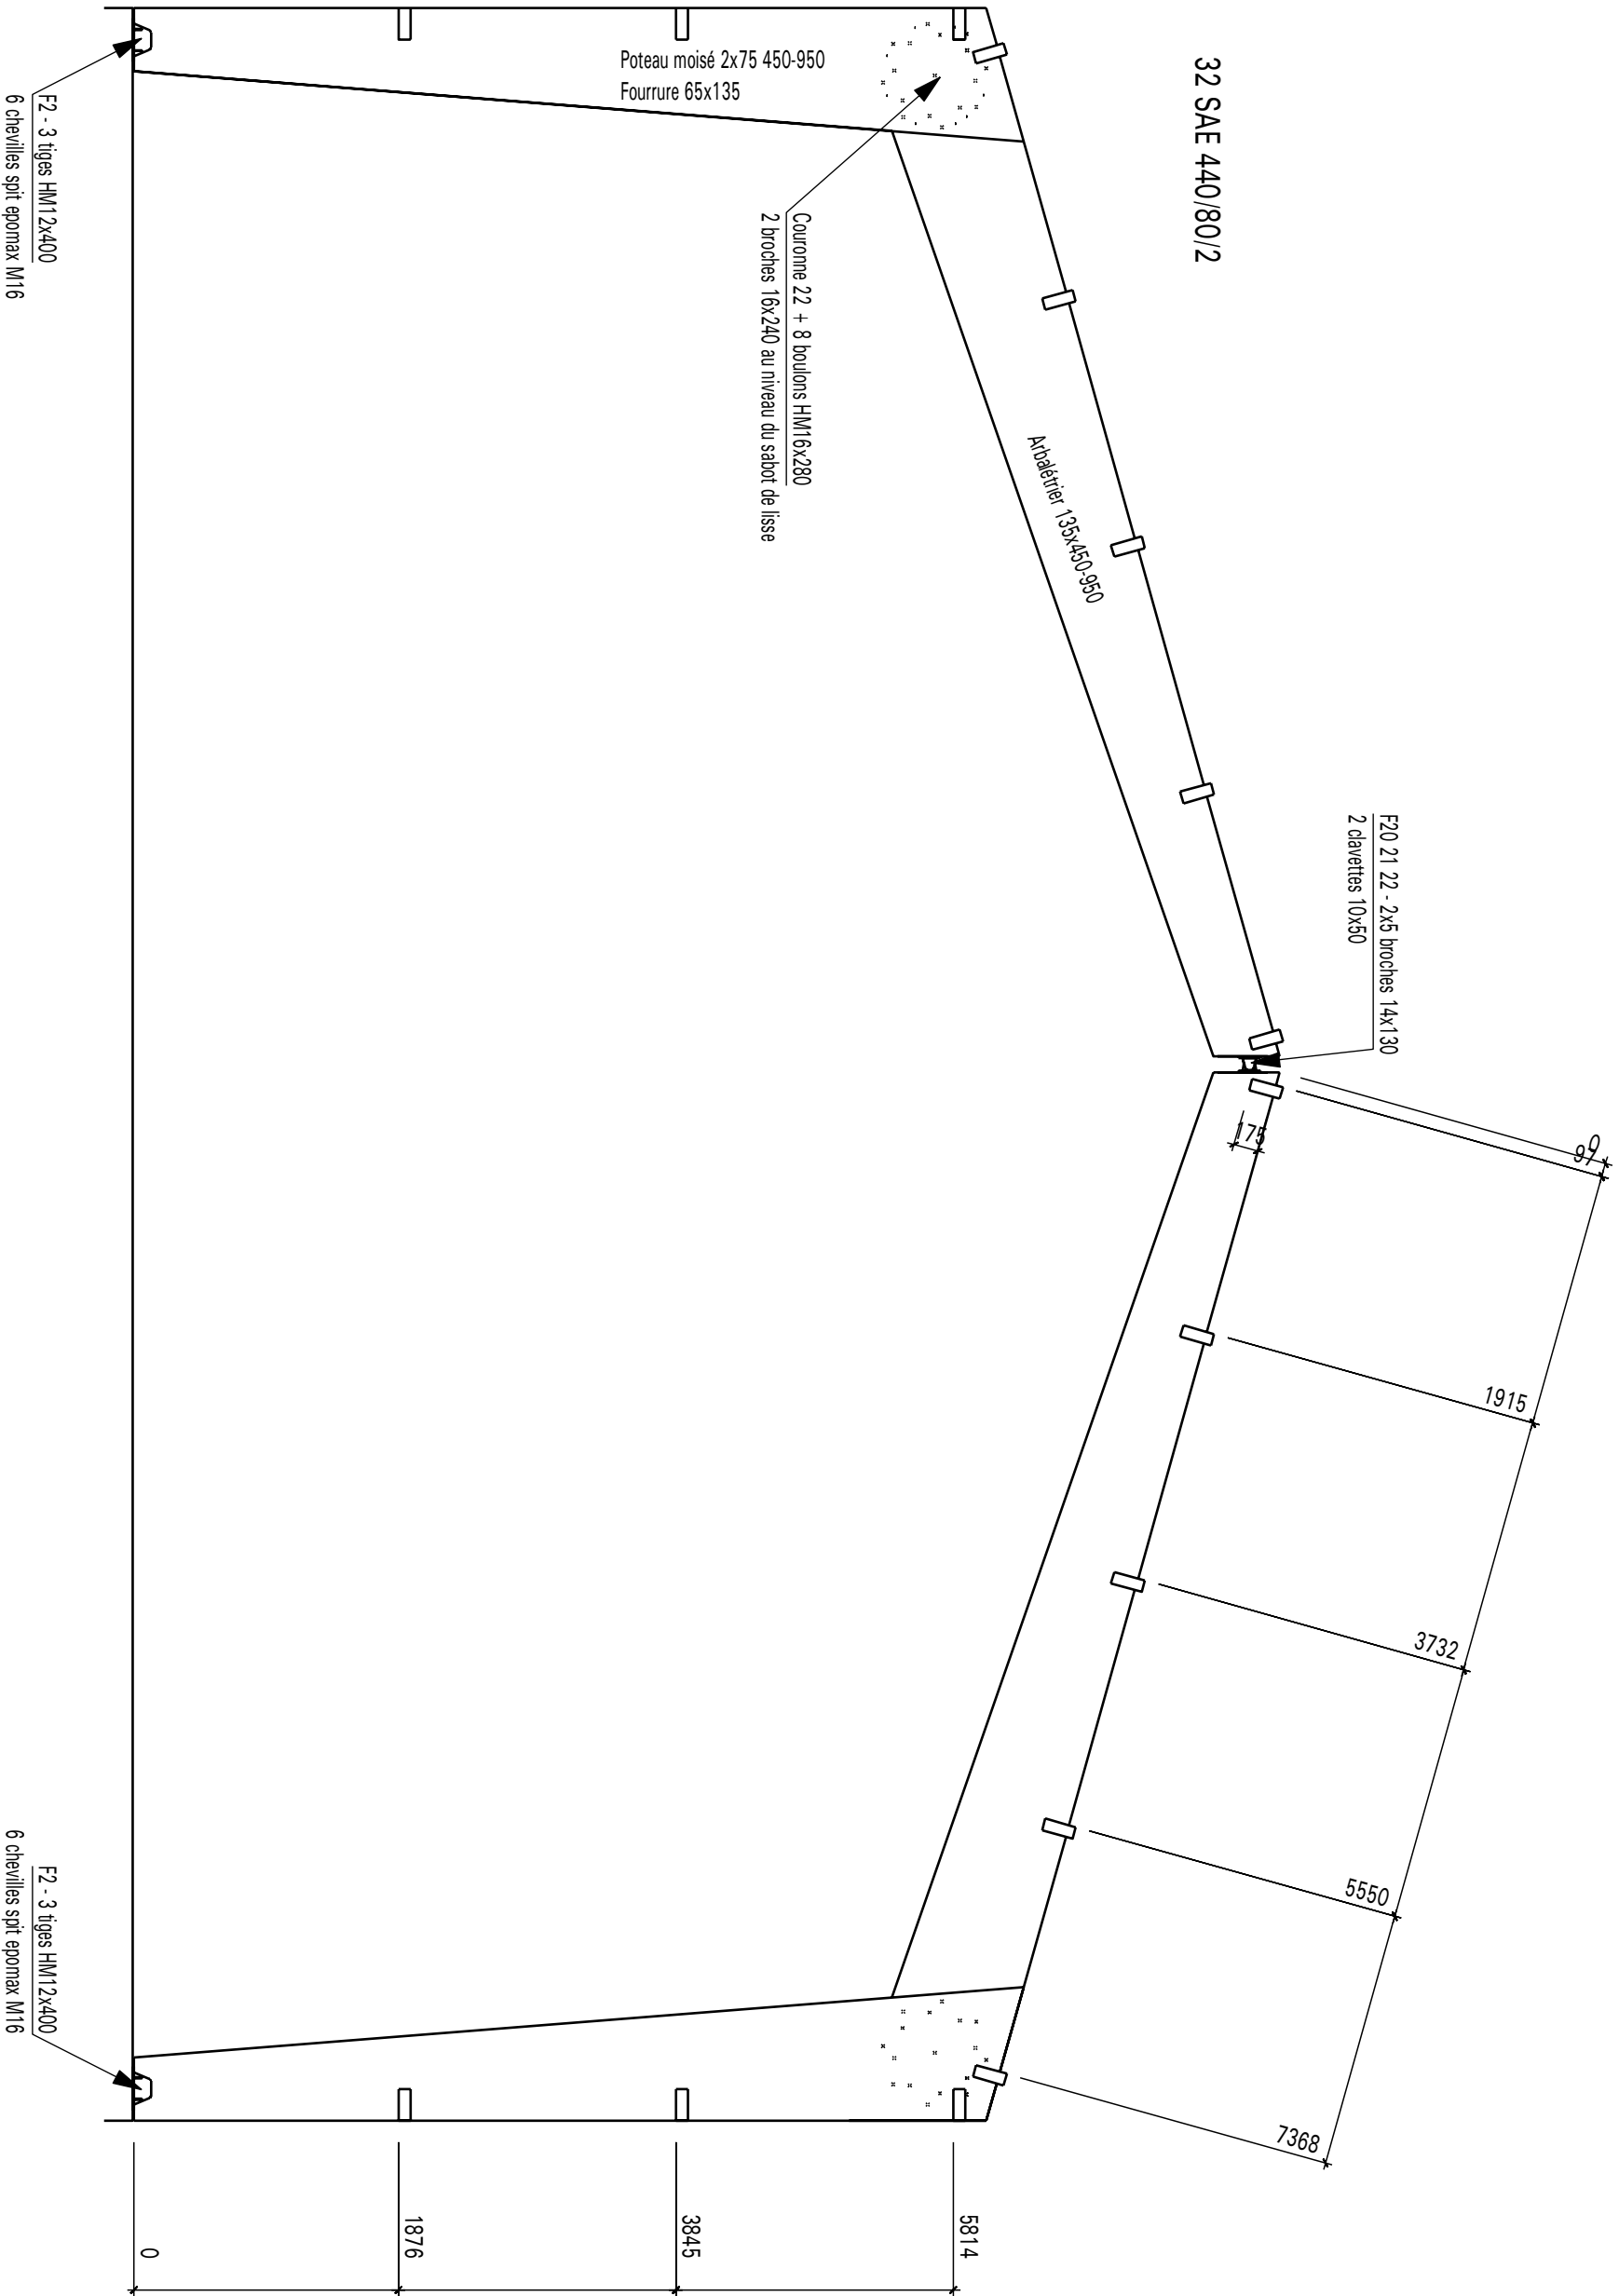 32 SAE 440/80/2
F20 21 22 - 2x5 broches 14x130
2 clavettes 10x50
0
97
1915
3732
5550
7368
175
Arbalétrier 135x450-950
Poteau moisé 2x75 450-950
Fourrure 65x135
Couronne 22 + 8 boulons HM16x280
2 broches 16x240 au niveau du sabot de lisse
5814
3845
1876
0
F2 - 3 tiges HM12x400
6 chevilles spit epomax M16
F2 - 3 tiges HM12x400
6 chevilles spit epomax M16